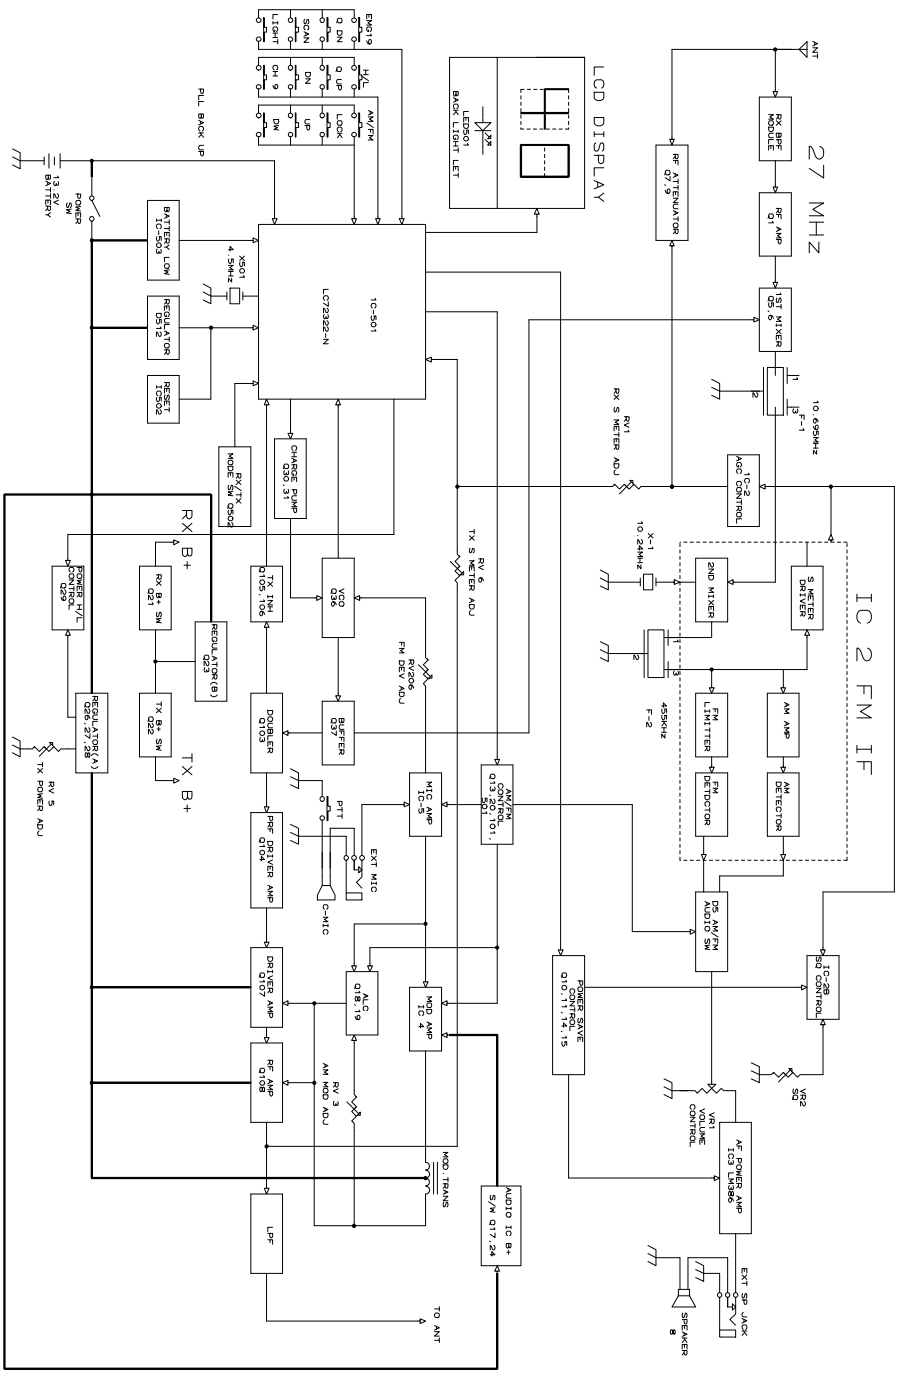 27 MHz
ANT
RX BPF
MODULE
RF AMP
Q1
1ST MIXER
Q5,6
RF ATTENUATOR
Q7,9
1
2
3
F-1
10.695MHz
IC-2
AGC CONTROL
RV1
RX S METER ADJ
IC 2 FM IF
S METER
DRIVER
2ND MIXER
X-1
10.24MHz
1
2
3
455KHz
F-2
AM AMP
AM
DETECTOR
FM
LIMITTER
FM
DETDCTOR
D5 AM/FM
AUDIO SW
IC-2B
SQ CONTROL
VR2
SQ
VR1
VOLUME
CONTROL
AF POWER AMP
IC3 LM386
EXT SP JACK
SPEAKER
8
POWER SAVE
CONTROL
Q10,11,14,15
LCD DISPLAY
LED501
BACK LIGHT LET
EMG19
Q DN
SCAN
LIGHT
H/L
Q UP
DN
CH 9
AM/FM
LOCK
UP
DW
PLL BACK UP
1C-501
LC72322-N
X501
4.5MHz
13.2V
BATTERY
POWER
SW
BATTERY LOW
IC-503
REGULATOR
D512
RESET
IC502
RX/TX
MODE SW Q502
CHARGE PUMP
Q30,31
VCO
Q36
BUFFER
Q37
TX INH
Q105,106
DOUBLER
Q103
PRF DRIVER AMP
Q104
DRIVER
AMP
Q107
RF AMP
Q108
LPF
TO ANT
RV 6
TX S METER ADJ
RV206
FM DEV ADJ
MIC AMP
IC-5
AM/FM
CONTROL
Q13,20,101,
501
PTT
EXT MIC
C-MIC
ALC
Q18,19
MOD AMP
IC 4
RV 3
AM MOD ADJ
MOD.TRANS
AUDIO IC B+
S/W Q17,24
RX B+
RX B+ SW
Q21
TX B+ SW
Q22
TX B+
REGULATOR(B)
Q23
POWER H/L
CONTROL
Q29
REGULATOR(A)
Q26,27,28
RV 5
TX POWER ADJ